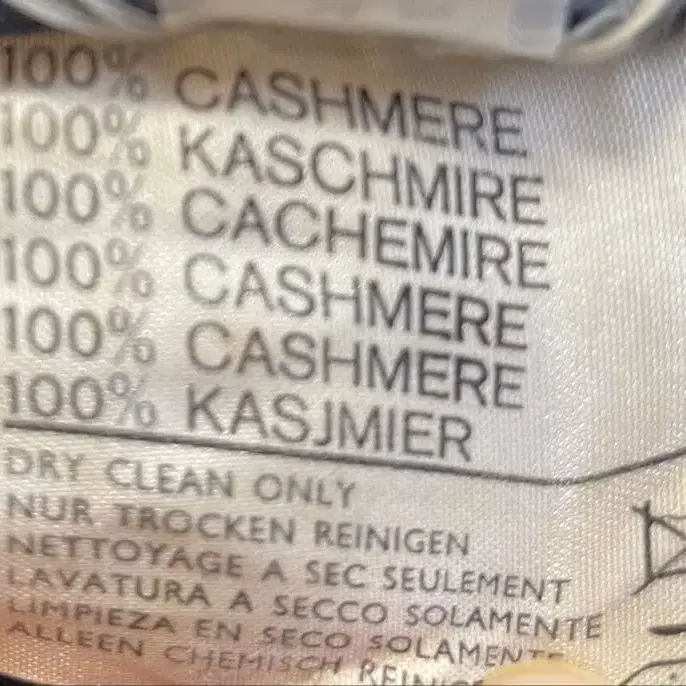 100% CASHMERE
100% KASCHMIRE
100% CACHEMIRE
100% CASHMERE
100% CASHMERE
100% KASJMIER
DRY CLEAN ONLY
NUR TROCKEN REINIGEN
NETTOYAGE A SEC SEULEMENT
LAVATURA A SECCO SOLAMENTE
LIMPIEZA EN SECO SOLAMENTE
ALLEEN CHEMISCH